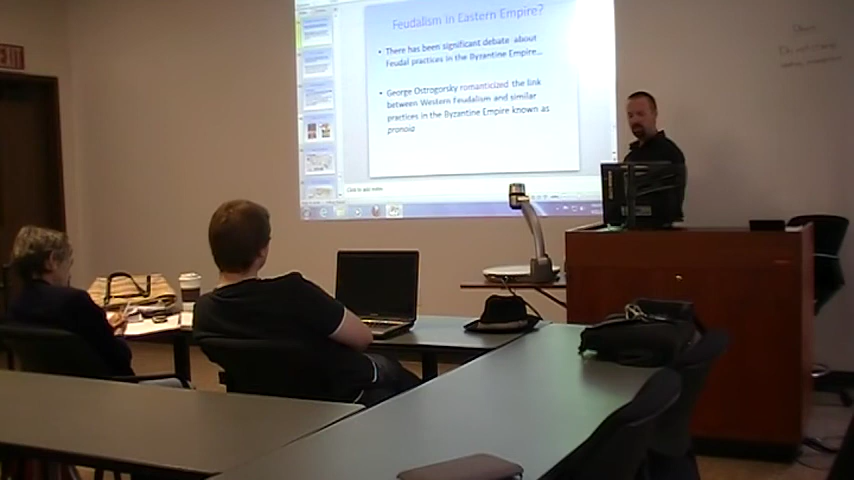 EXIT
Feudalism in Eastern Empire?
• There has been significant debate about
Feudal practices in the Byzantine Empire...
• George Ostrogorsky romanticized the link
between Western Feudalism and similar
practices in the Byzantine Empire known as
pronoia
Click to add notes